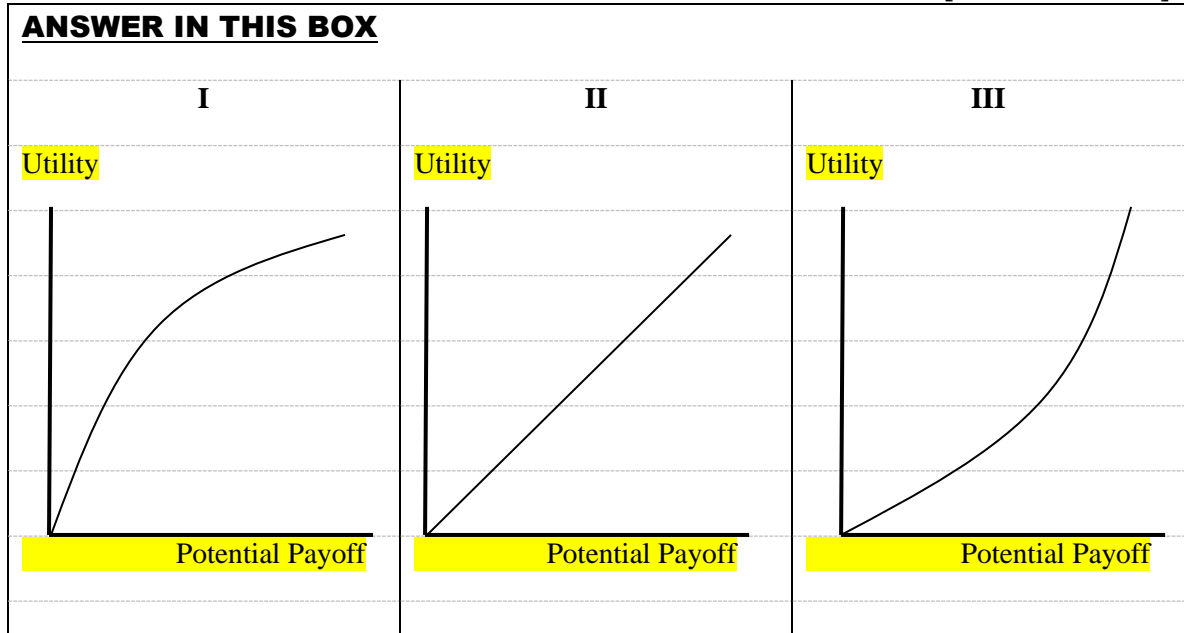 ANSWER IN THIS BOX
I II III
Utility Utility Utility
Potential Payoff Potential Payoff Potential Payoff